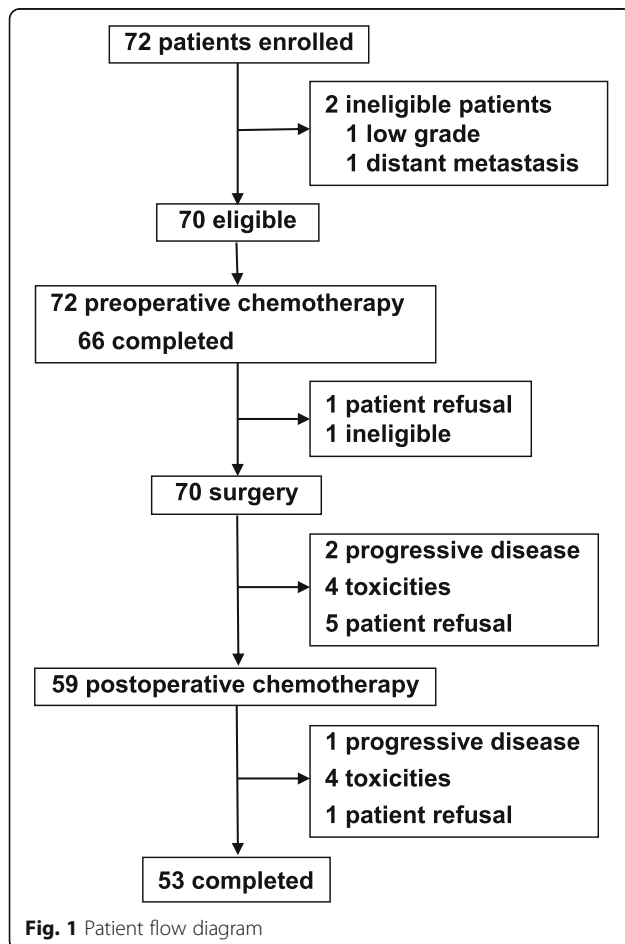 72 patients enrolled
2 ineligible patients
1 low grade
1 distant metastasis
70 eligible
72 preoperative chemotherapy
66 completed
1 patient refusal
1 ineligible
70 surgery
2 progressive disease
4 toxicities
5 patient refusal
59 postoperative chemotherapy
1 progressive disease
4 toxicities
1 patient refusal
53 completed
Fig. 1 Patient flow diagram